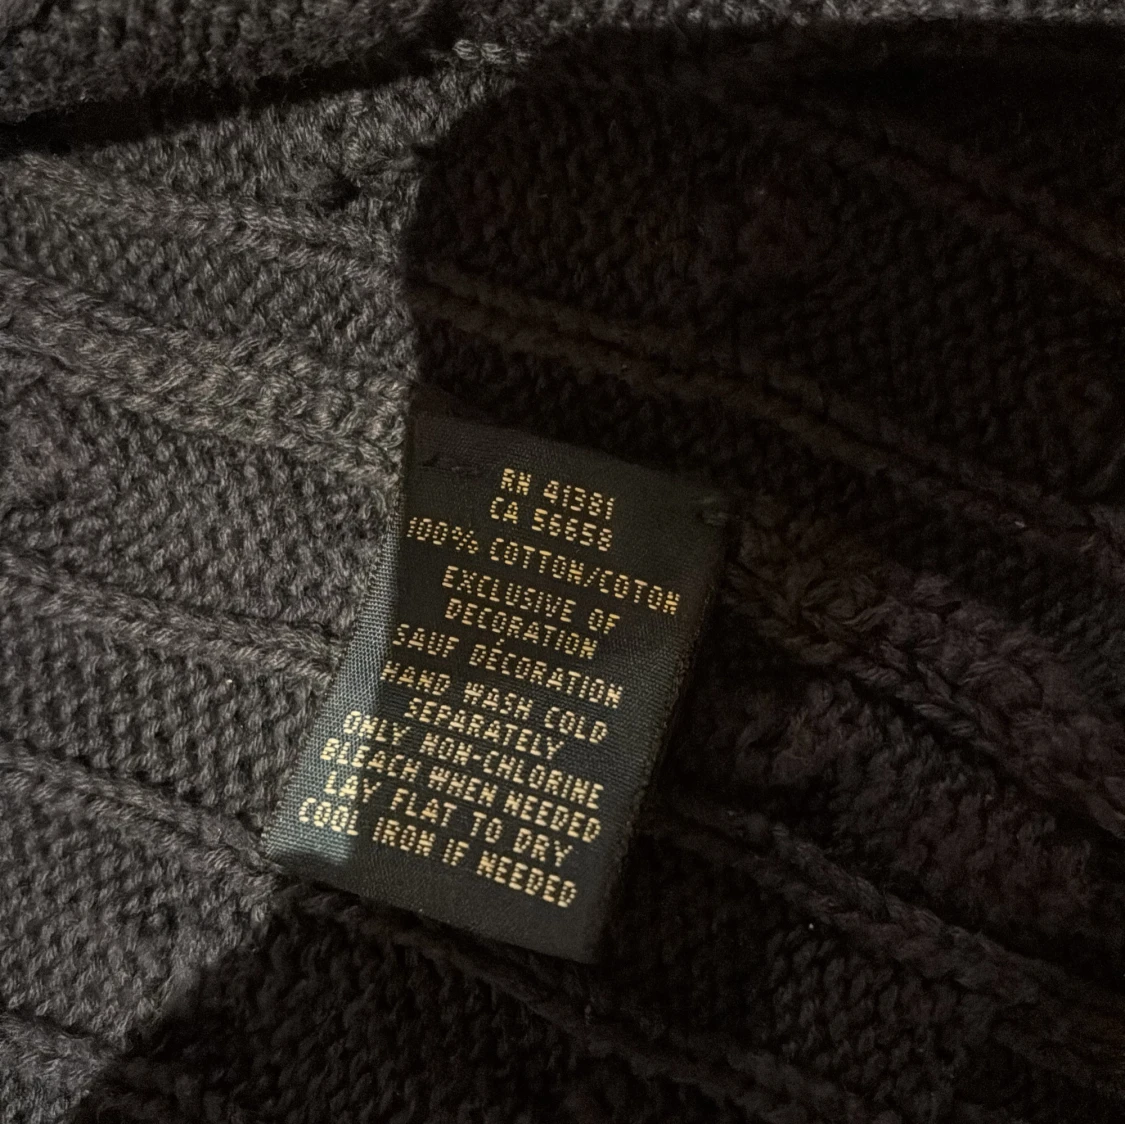 RN 41381
CA 56658
100% COTTON/COTON
EXCLUSIVE OF
DECORATION
SAUF DÉCORATION
HAND WASH COLD
SEPARATELY
ONLY NON-CHLORINE
BLEACH WHEN NEEDED
LAY FLAT TO DRY
COOL IRON IF NEEDED